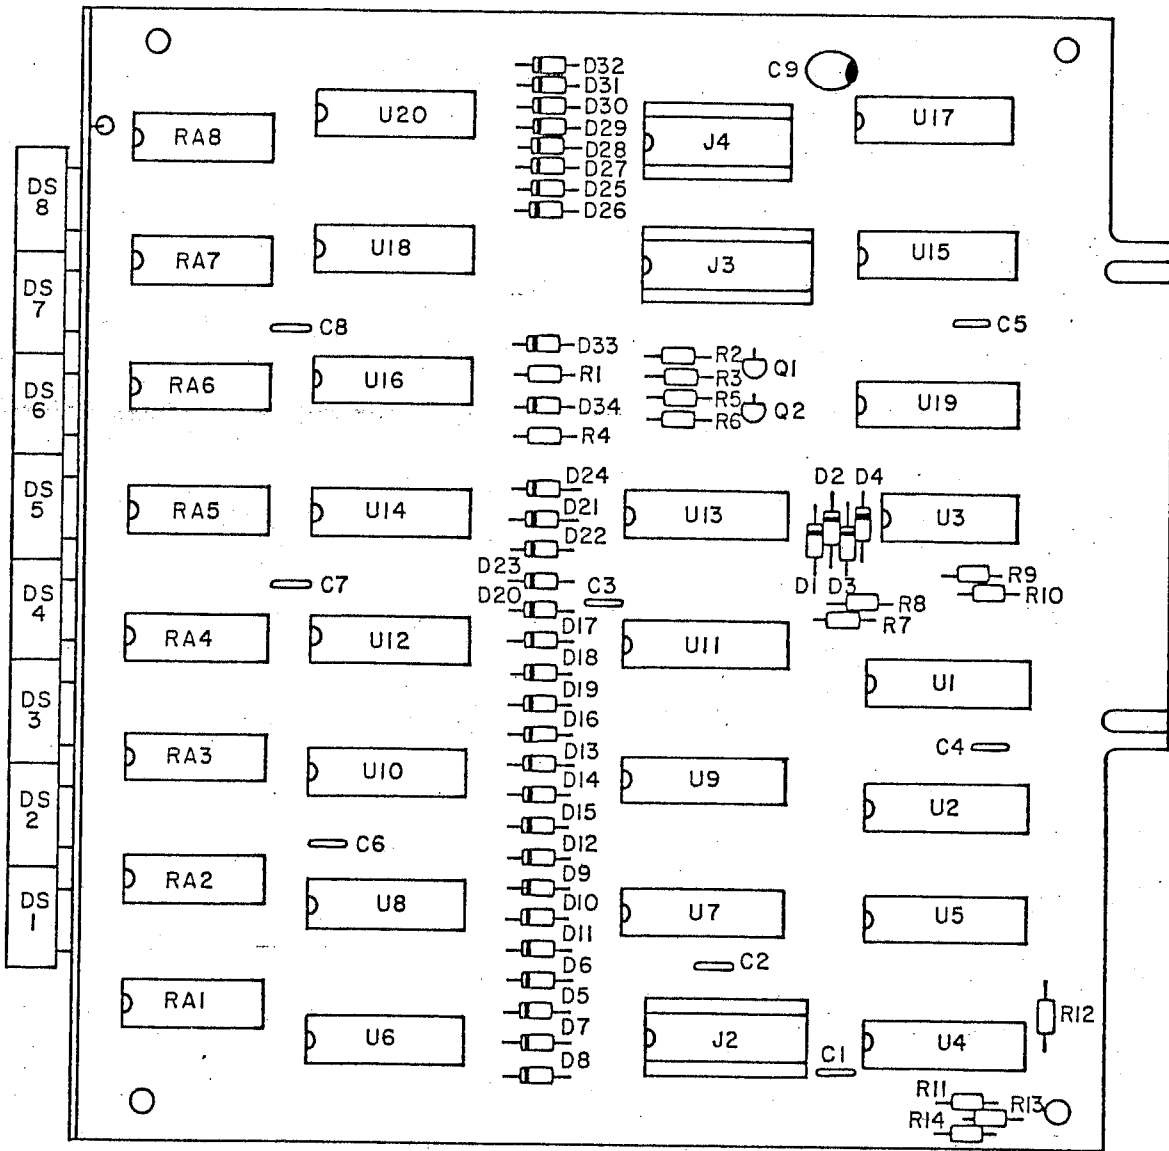 D32
C9
D31
U20
D30
U17
D29
RA8
J4
D28
D27
DS
8
D25
D26
U18
U15
RA7
J3
DS
7
C8
C5
D33
R2
Q1
R1
R3
RA6
U16
DS
6
R5
U19
D34
Q2
R6
R4
D24
D2 D4
DS
5
RA5
U14
D21
U13
U3
D22
D23
R9
C7
D1 D3
C3
DS
4
D20
R10
R8
D17
R7
RA4
U12
U11
D18
U1
D19
DS
3
D16
C4
RA3
D13
U10
D14
U9
DS
2
D15
U2
C6
D12
D9
RA2
DS
1
U8
D10
U7
U5
D11
C2
D6
RA1
D5
R12
D7
U6
J2
U4
C1
D8
R11
R13
R14